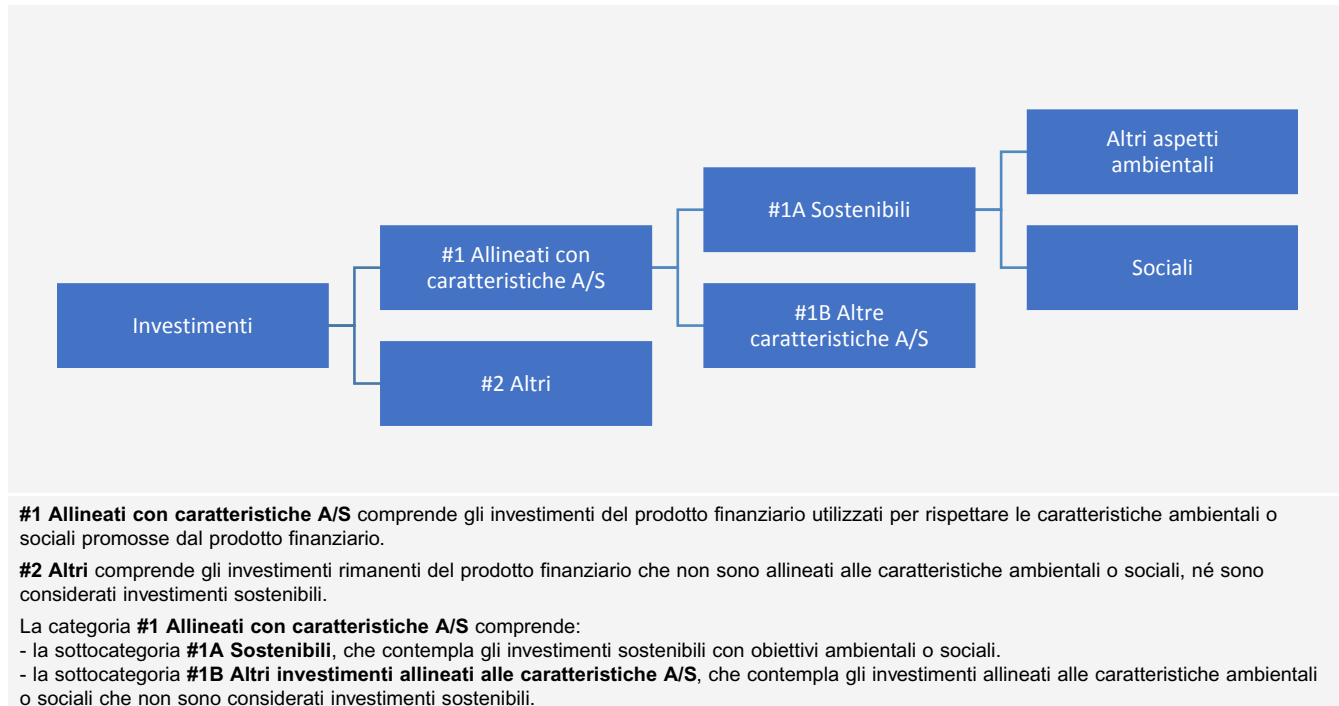 Altri aspetti
ambientali
#1A Sostenibili
#1 Allineati con
caratteristiche A/S
Sociali
Investimenti
#1B Altre
caratteristiche A/S
#2 Altri
#1 Allineati con caratteristiche A/S comprende gli investimenti del prodotto finanziario utilizzati per rispettare le caratteristiche ambientali o
sociali promosse dal prodotto finanziario.
#2 Altri comprende gli investimenti rimanenti del prodotto finanziario che non sono allineati alle caratteristiche ambientali o sociali, né sono
considerati investimenti sostenibili.
La categoria #1 Allineati con caratteristiche A/S comprende:
- la sottocategoria #1A Sostenibili, che contempla gli investimenti sostenibili con obiettivi ambientali o sociali.
- la sottocategoria #1B Altri investimenti allineati alle caratteristiche A/S, che contempla gli investimenti allineati alle caratteristiche ambientali
o sociali che non sono considerati investimenti sostenibili.